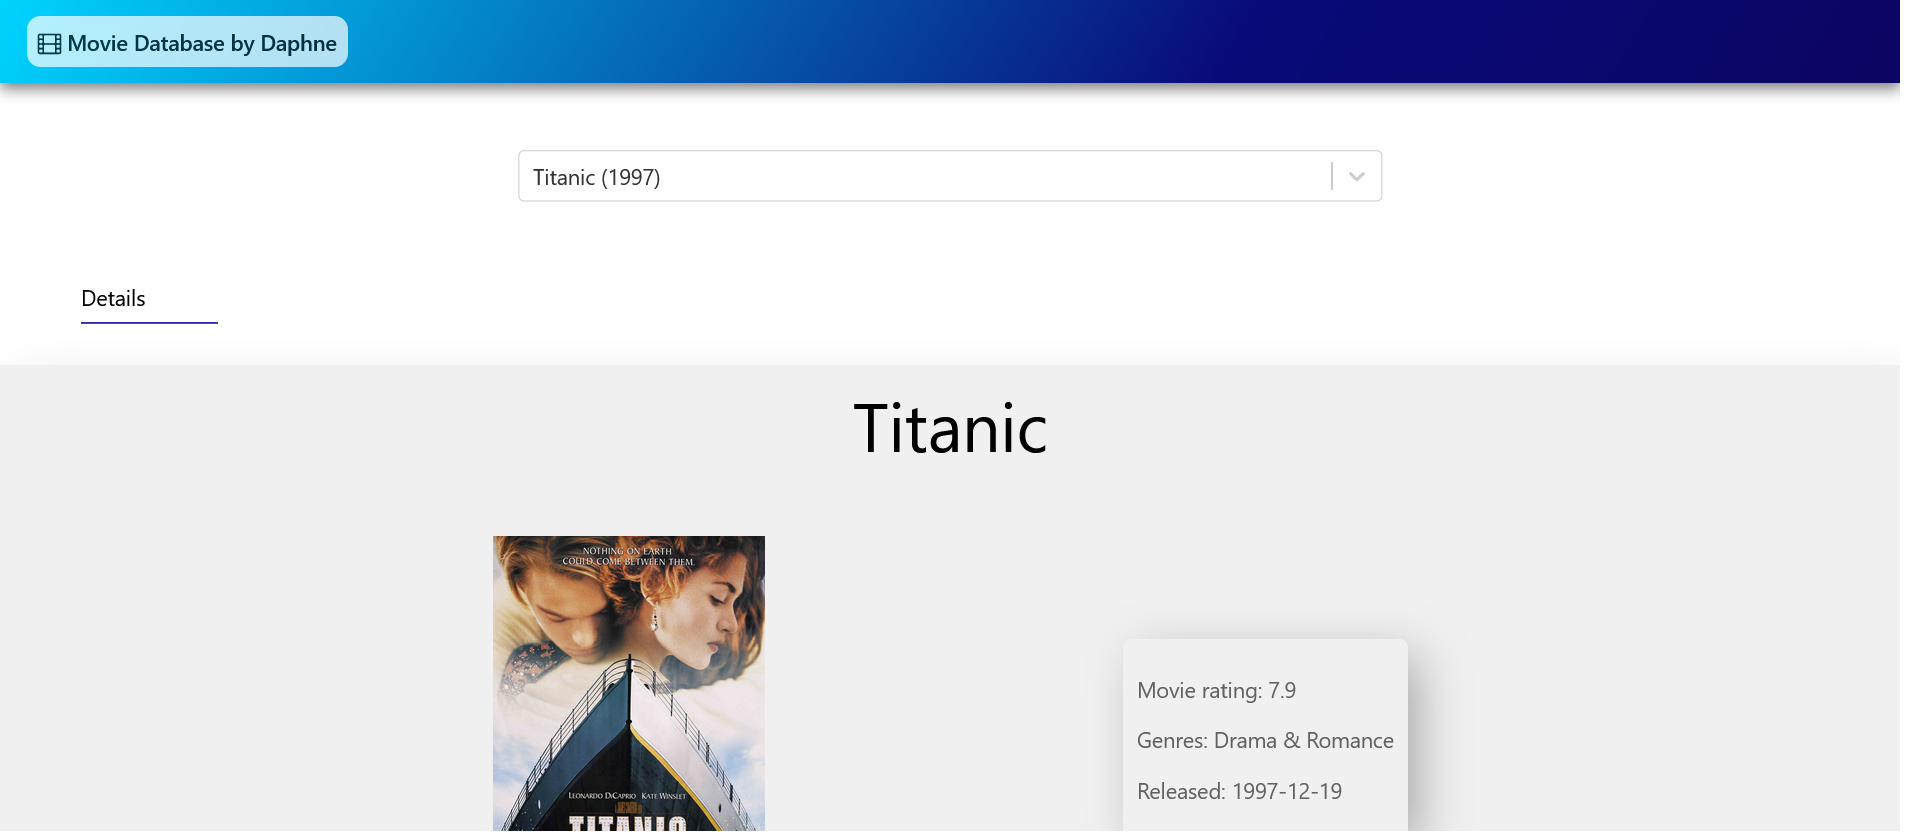 Movie Database by Daphne
Titanic (1997)
Details
Titanic
NOTHING ON EARTH
COULD COME BETWEEN THEM.
LEONARDO DICAPRIO KATE WINSLET
TITANIC
Movie rating: 7.9
Genres: Drama & Romance
Released: 1997-12-19